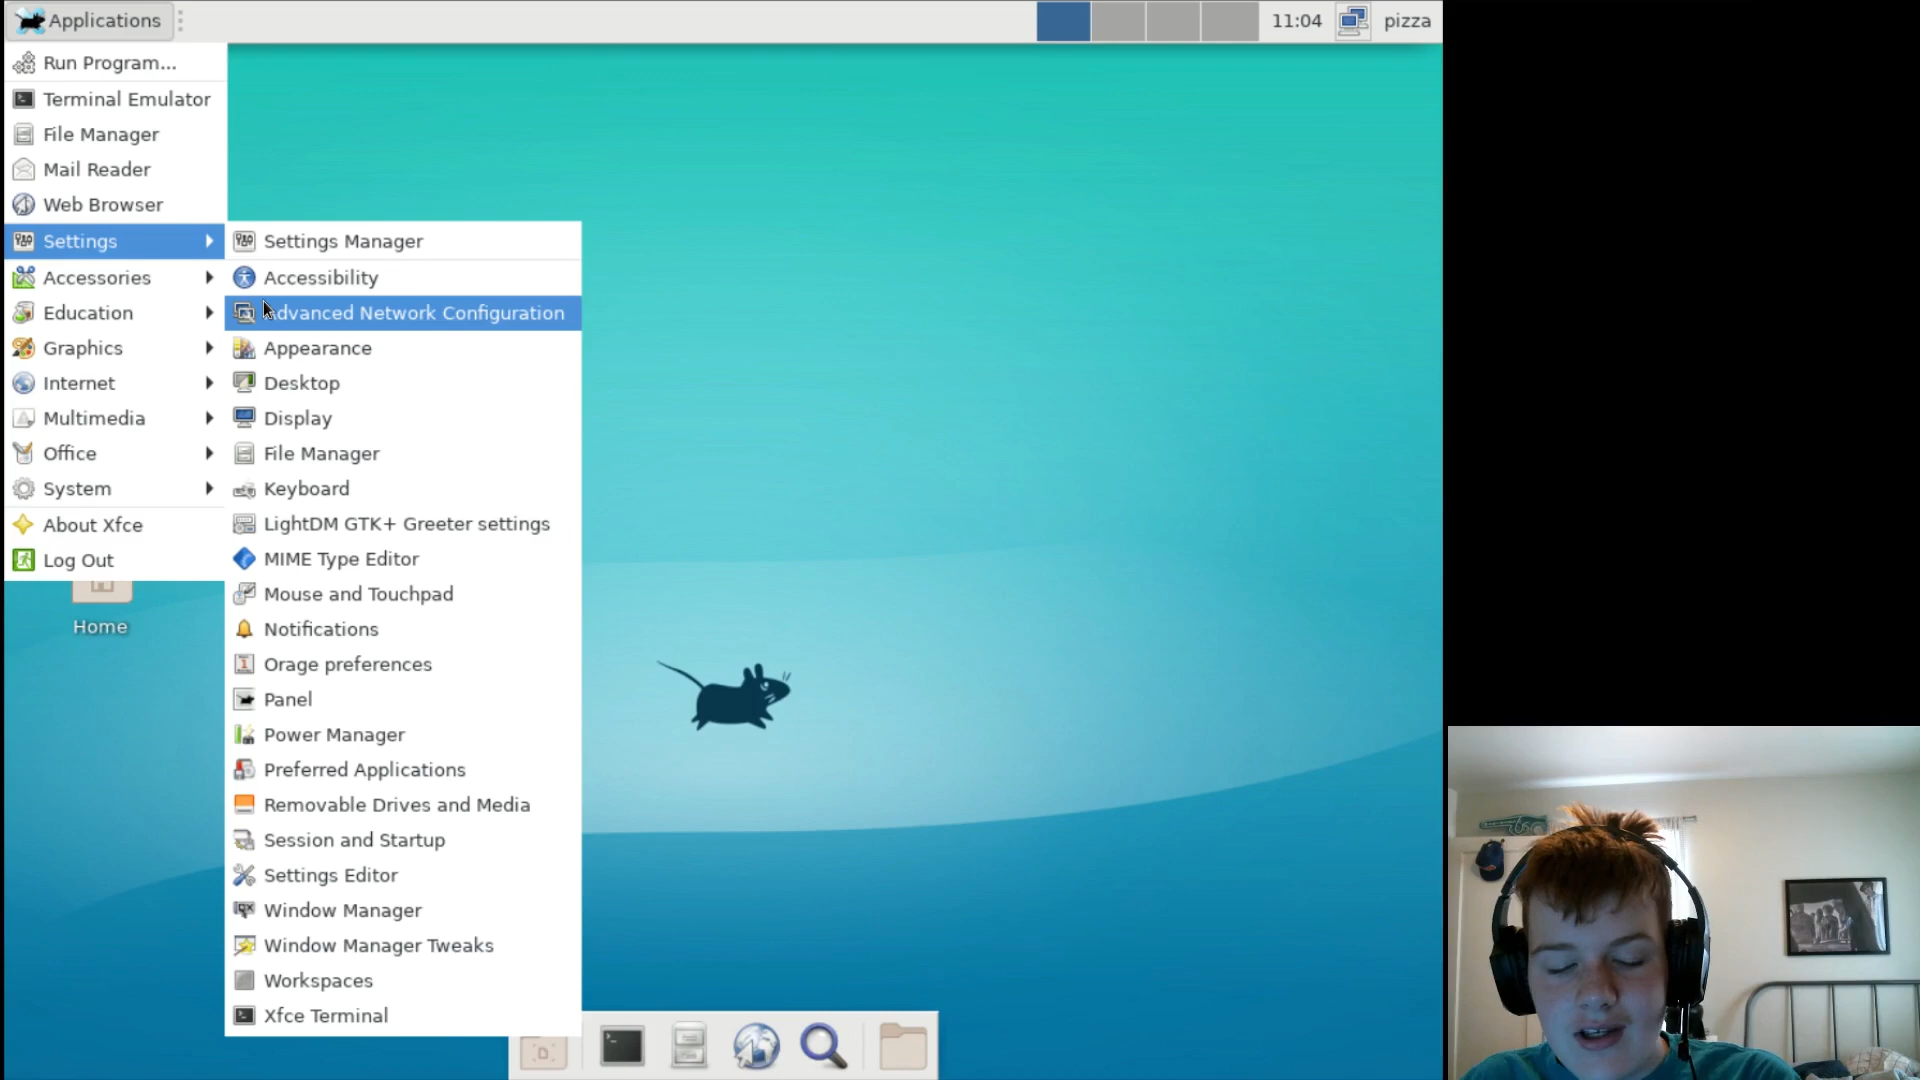 Applications
11:04
pizza
Run Program...
Terminal Emulator
File Manager
Mail Reader
Web Browser
Settings
Accessories
Education
Graphics
Internet
Multimedia
Office
System
About Xfce
Log Out
Settings Manager
Accessibility
Advanced Network Configuration
Appearance
Desktop
Display
File Manager
Keyboard
LightDM GTK+ Greeter settings
MIME Type Editor
Mouse and Touchpad
Notifications
Orage preferences
Panel
Power Manager
Preferred Applications
Removable Drives and Media
Session and Startup
Settings Editor
Window Manager
Window Manager Tweaks
Workspaces
Xfce Terminal
Home